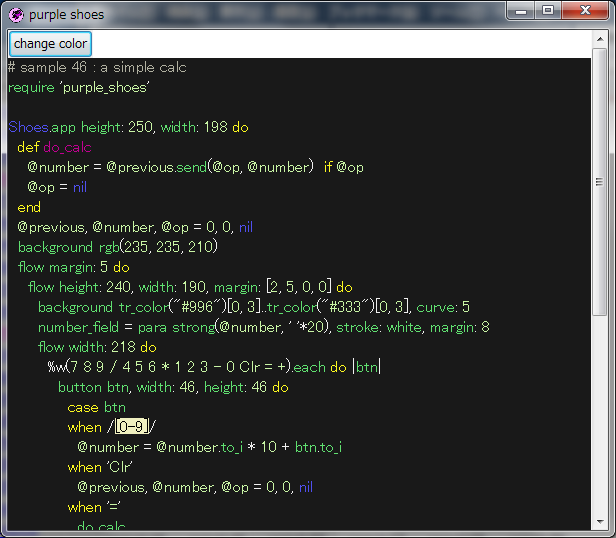 purple shoes
change color
# sample 46 : a simple calc
require 'purple_shoes'
Shoes.app height: 250, width: 198 do
def do_calc
@number = @previous.send(@op, @number) if @op
@op = nil
end
@previous, @number, @op = 0, 0, nil
background rgb(235, 235, 210)
flow margin: 5 do
flow height: 240, width: 190, margin: [2, 5, 0, 0] do
background tr_color("#996")[0, 3]..tr_color("#333")[0, 3], curve: 5
number_field = para strong(@number, ' '*20), stroke: white, margin: 8
flow width: 218 do
%w(7 8 9 / 4 5 6 * 1 2 3 - 0 Clr = +).each do |btn|
button btn, width: 46, height: 46 do
case btn
when /[0-9]/
@number = @number.to_i * 10 + btn.to_i
when 'Clr'
@previous, @number, @op = 0, 0, nil
when '='
do_calc